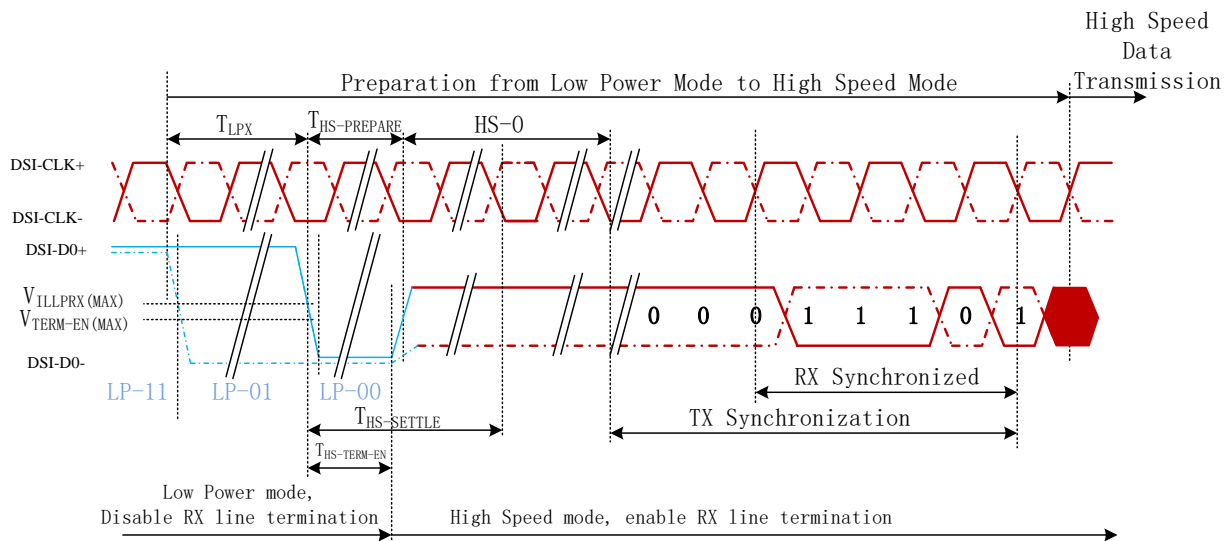 High Speed
Data
Transmission
Preparation from Low Power Mode to High Speed Mode
TLPX
THS-PREPARE
HS-0
DSI-CLK+
DSI-CLK-
DSI-D0+
VILLPRX(MAX)
VTERM-EN(MAX)
0 0 0 1 1 1 0 1
DSI-D0-
LP-11
LP-01
LP-00
RX Synchronized
THS-SETTLE
TX Synchronization
THS-TERM-EN
Low Power mode,
Disable RX line termination
High Speed mode, enable RX line termination